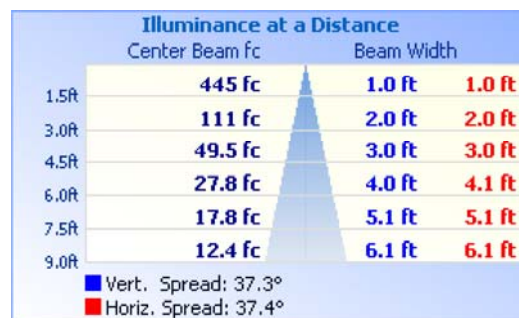 Illuminance at a Distance
Center Beam fc Beam Width
1.5ft 445 fc 1.0 ft 1.0 ft
3.0ft 111 fc 2.0 ft 2.0 ft
4.5ft 49.5 fc 3.0 ft 3.0 ft
6.0ft 27.8 fc 4.0 ft 4.1 ft
7.5ft 17.8 fc 5.1 ft 5.1 ft
9.0ft 12.4 fc 6.1 ft 6.1 ft
Vert. Spread: 37.3°
Horiz. Spread: 37.4°